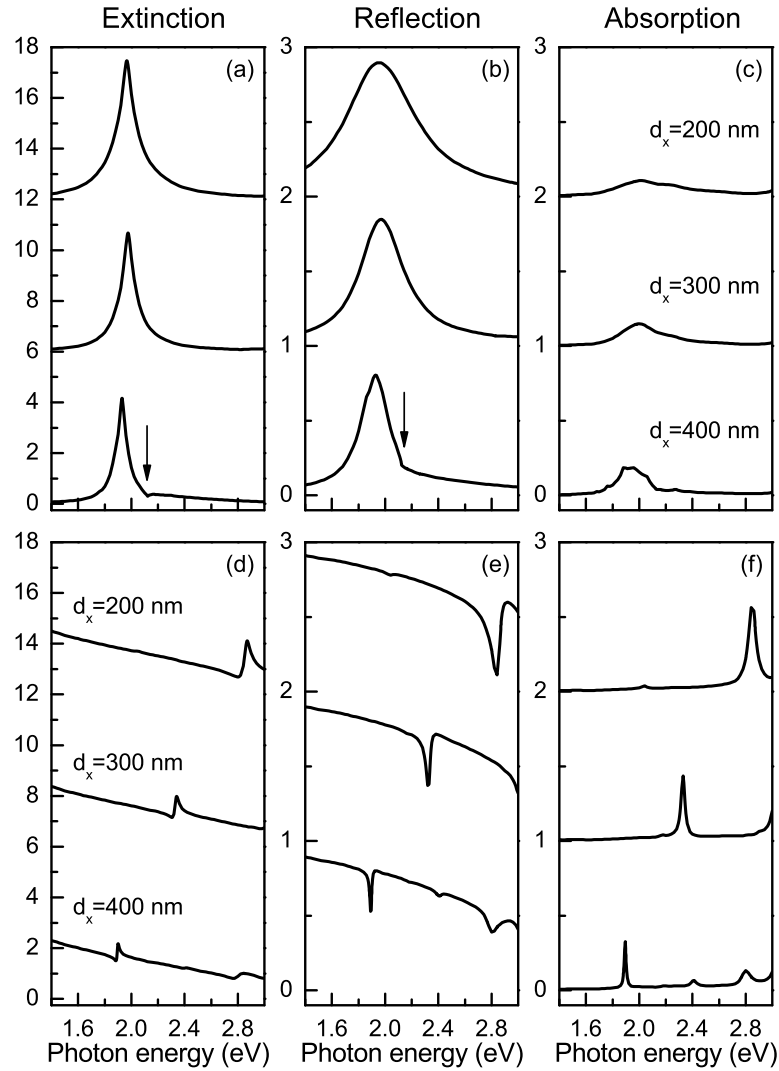 Extinction Reflection Absorption
18 3 3
(a) (b) (c)
16
dₓ=200 nm
14
12 2 2
10
dₓ=300 nm
8
6 1 1
4
dₓ=400 nm
2
0 0 0
18 3 3
(d) (e) (f)
16
dₓ=200 nm
14
12 2 2
10
dₓ=300 nm
8
6 1 1
4
dₓ=400 nm
2
0 0 0
1.6 2.0 2.4 2.8 1.6 2.0 2.4 2.8 1.6 2.0 2.4 2.8
Photon energy (eV) Photon energy (eV) Photon energy (eV)